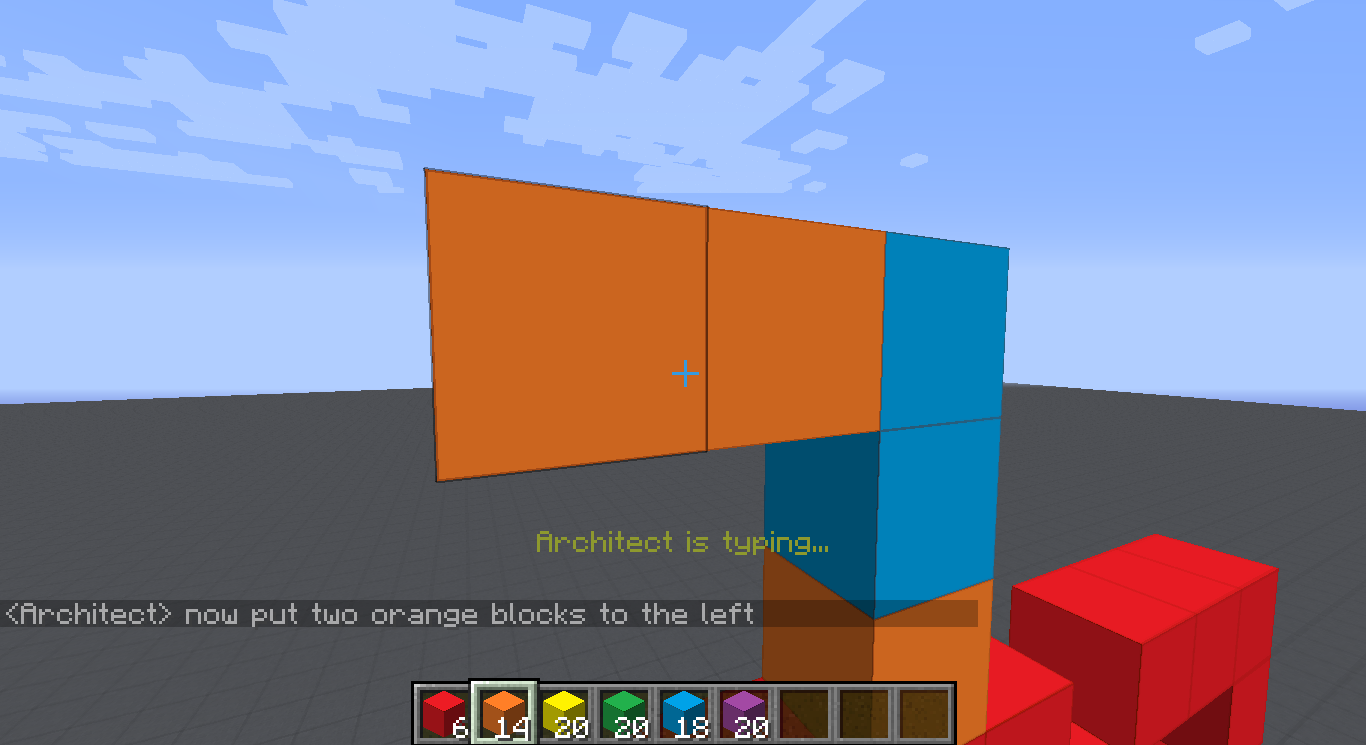 Architect is typing...
<Architect> now put two orange blocks to the left
6 14 20 20 18 20